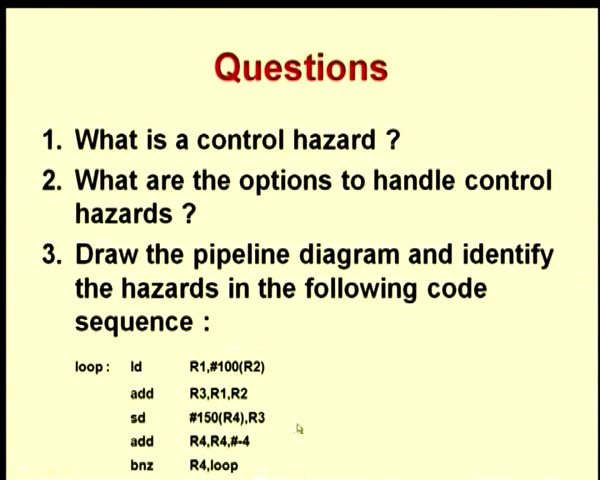 Questions
1. What is a control hazard ?
2. What are the options to handle control
hazards ?
3. Draw the pipeline diagram and identify
the hazards in the following code
sequence :
loop : ld R1,#100(R2)
add R3,R1,R2
sd #150(R4),R3
add R4,R4,#-4
bnz R4,loop